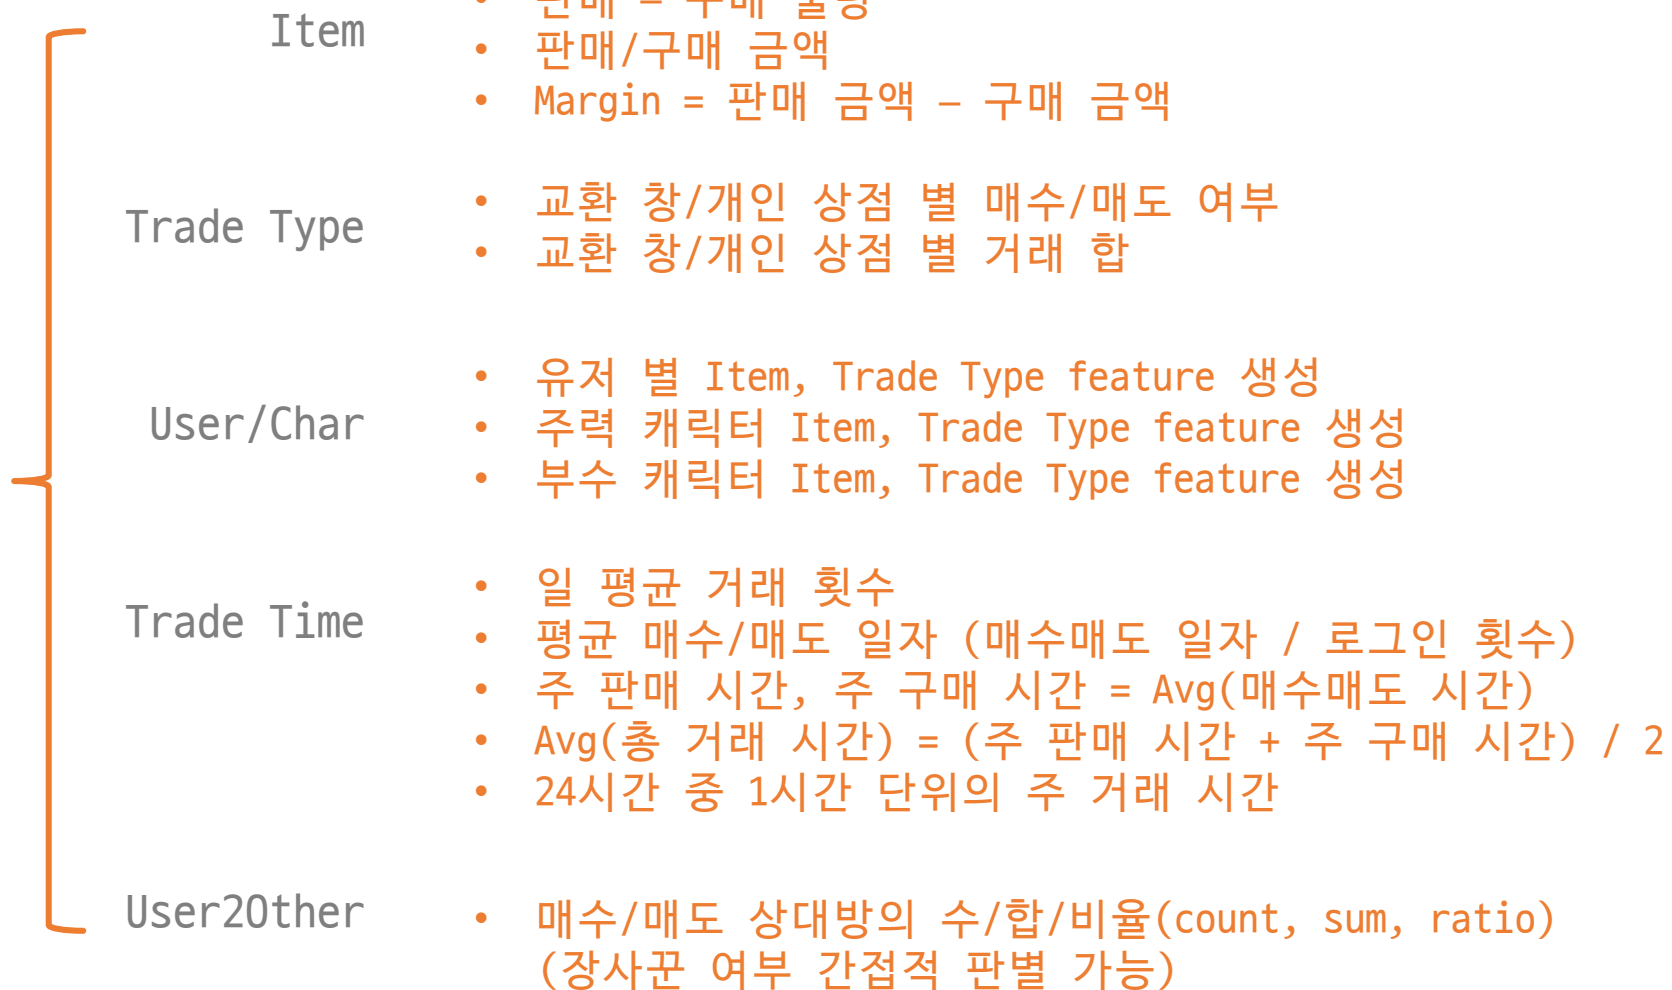 Item
• 판매/구매 금액
• Margin = 판매 금액 – 구매 금액
Trade Type
• 교환 창/개인 상점 별 매수/매도 여부
• 교환 창/개인 상점 별 거래 합
User/Char
• 유저 별 Item, Trade Type feature 생성
• 주력 캐릭터 Item, Trade Type feature 생성
• 부수 캐릭터 Item, Trade Type feature 생성
Trade Time
• 일 평균 거래 횟수
• 평균 매수/매도 일자 (매수매도 일자 / 로그인 횟수)
• 주 판매 시간, 주 구매 시간 = Avg(매수매도 시간)
• Avg(총 거래 시간) = (주 판매 시간 + 주 구매 시간) / 2
• 24시간 중 1시간 단위의 주 거래 시간
User2Other
• 매수/매도 상대방의 수/합/비율(count, sum, ratio)
(장사꾼 여부 간접적 판별 가능)